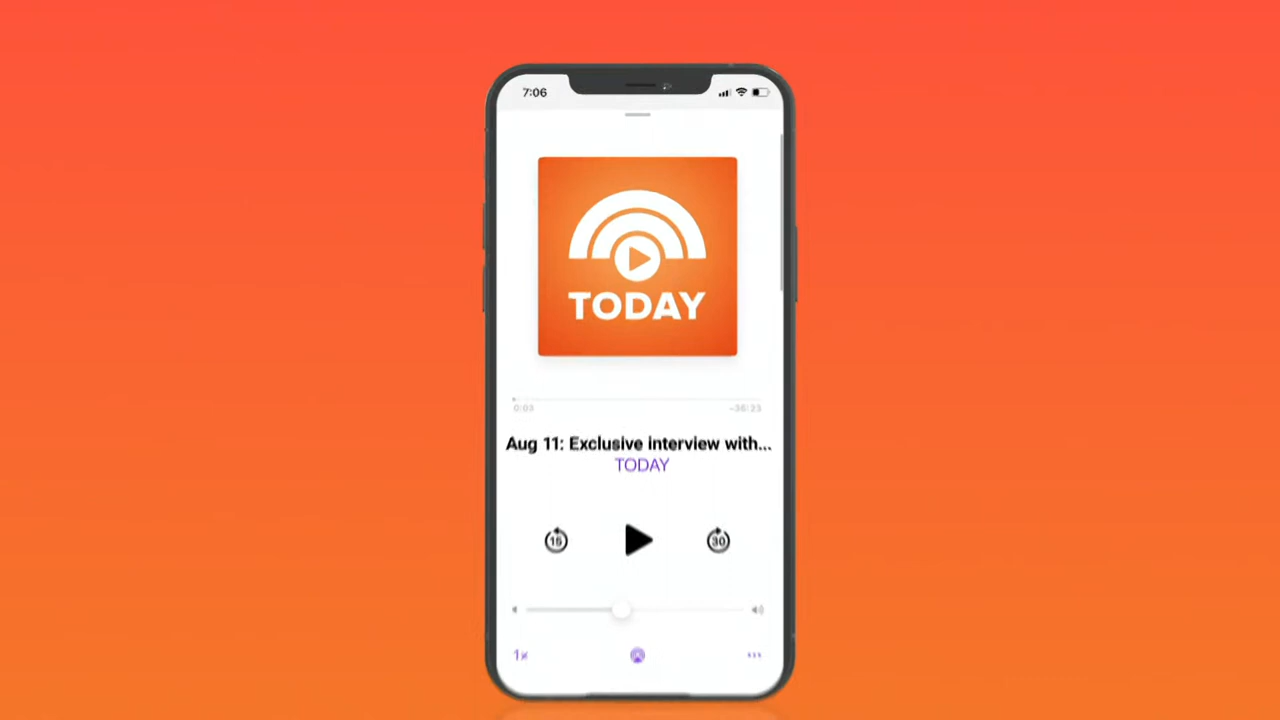 7:06
TODAY
0:03
-36:23
Aug 11: Exclusive interview with...
TODAY
15
30
1x